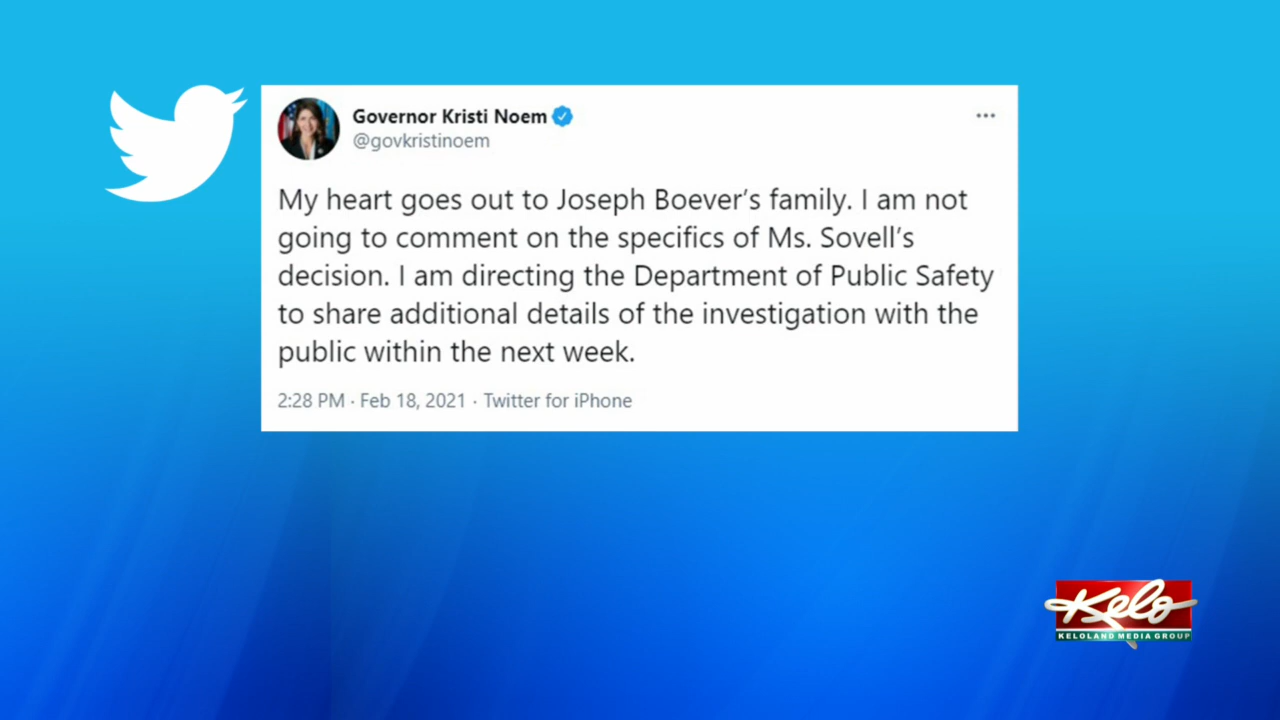 Governor Kristi Noem
@govkristinoem
My heart goes out to Joseph Boever's family. I am not
going to comment on the specifics of Ms. Sovell's
decision. I am directing the Department of Public Safety
to share additional details of the investigation with the
public within the next week.
2:28 PM · Feb 18, 2021 · Twitter for iPhone
Kelo
KELOLAND MEDIA GROUP